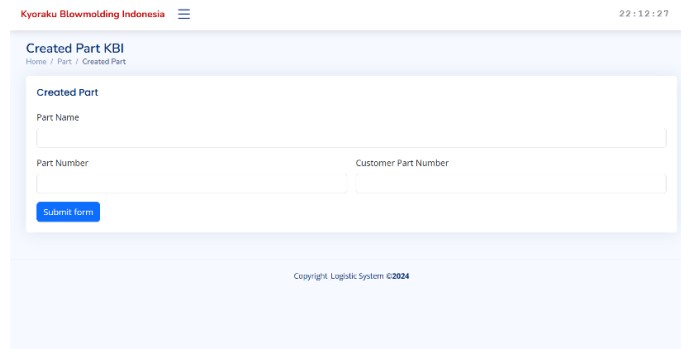 Kyoraku Blowmolding Indonesia
22:12:27
Created Part KBI
Home / Part / Created Part
Created Part
Part Name
Part Number
Customer Part Number
Submit form
Copyright Logistic System ©2024